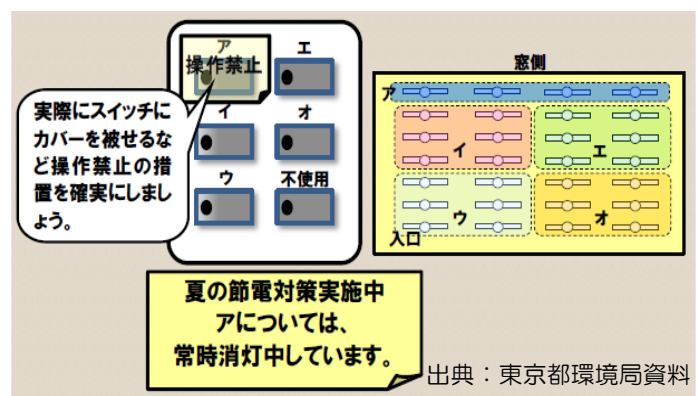 ア
操作禁止
エ
イ
オ
ウ
不使用
実際にスイッチに
カバーを被せるな
ど操作禁止の措
置を確実にしまし
ょう。
窓側
ア
イ
エ
ウ
オ
入口
夏の節電対策実施中
アについては、
常時消灯中しています。
出典：東京都環境局資料